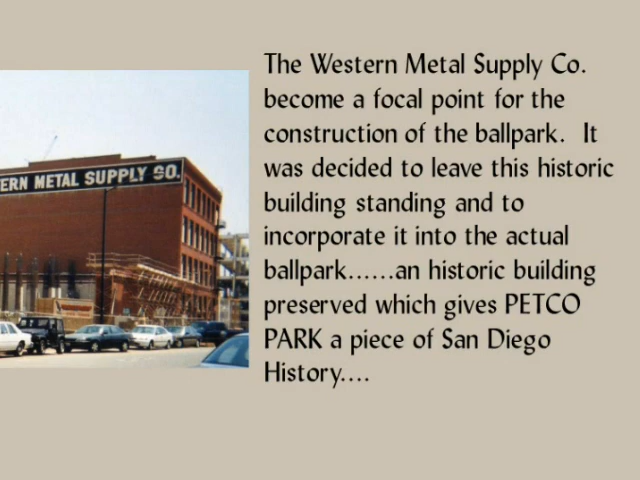 ERN METAL SUPPLY CO.
The Western Metal Supply Co.
become a focal point for the
construction of the ballpark. It
was decided to leave this historic
building standing and to
incorporate it into the actual
ballpark......an historic building
preserved which gives PETCO
PARK a piece of San Diego
History....